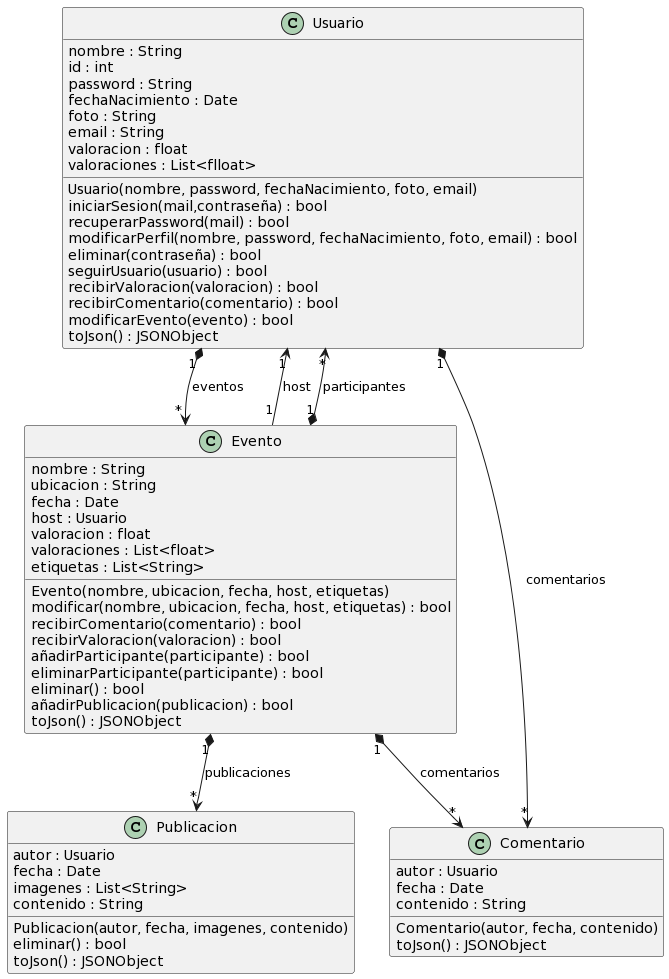 C Usuario
nombre : String
id : int
password : String
fechaNacimiento : Date
foto : String
email : String
valoracion : float
valoraciones : List<flloat>
Usuario(nombre, password, fechaNacimiento, foto, email)
iniciarSesion(mail,contraseña) : bool
recuperarPassword(mail) : bool
modificarPerfil(nombre, password, fechaNacimiento, foto, email) : bool
eliminar(contraseña) : bool
seguirUsuario(usuario) : bool
recibirValoracion(valoracion) : bool
recibirComentario(comentario) : bool
modificarEvento(evento) : bool
toJson() : JSONObject
1 1 * 1
eventos host participantes
* 1 1
C Evento
nombre : String
ubicacion : String
fecha : Date
host : Usuario
valoracion : float
valoraciones : List<float>
etiquetas : List<String>
comentarios
Evento(nombre, ubicacion, fecha, host, etiquetas)
modificar(nombre, ubicacion, fecha, host, etiquetas) : bool
recibirComentario(comentario) : bool
recibirValoracion(valoracion) : bool
añadirParticipante(participante) : bool
eliminarParticipante(participante) : bool
eliminar() : bool
añadirPublicacion(publicacion) : bool
toJson() : JSONObject
1 1
publicaciones comentarios
* * *
C Publicacion
autor : Usuario
fecha : Date
imagenes : List<String>
contenido : String
Publicacion(autor, fecha, imagenes, contenido)
eliminar() : bool
toJson() : JSONObject
C Comentario
autor : Usuario
fecha : Date
contenido : String
Comentario(autor, fecha, contenido)
toJson() : JSONObject